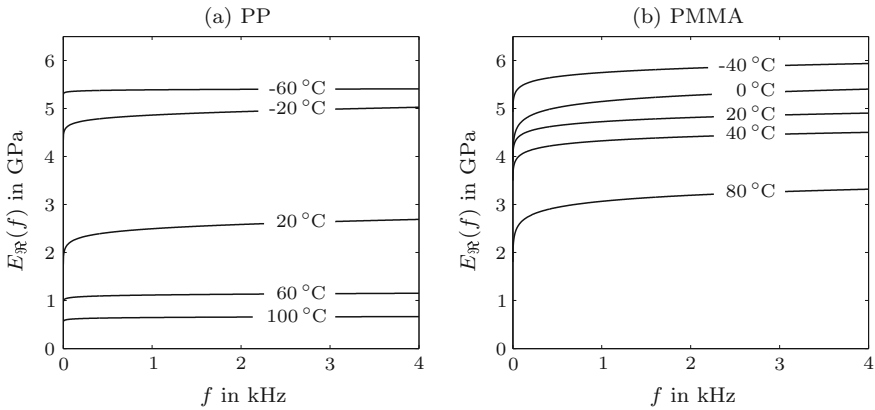 (a) PP
6
5
4
3
2
1
0
0 1 2 3 4
E_ℜ(f) in GPa
f in kHz
-60 °C
-20 °C
20 °C
60 °C
100 °C
(b) PMMA
6
5
4
3
2
1
0
0 1 2 3 4
E_ℜ(f) in GPa
f in kHz
-40 °C
0 °C
20 °C
40 °C
80 °C